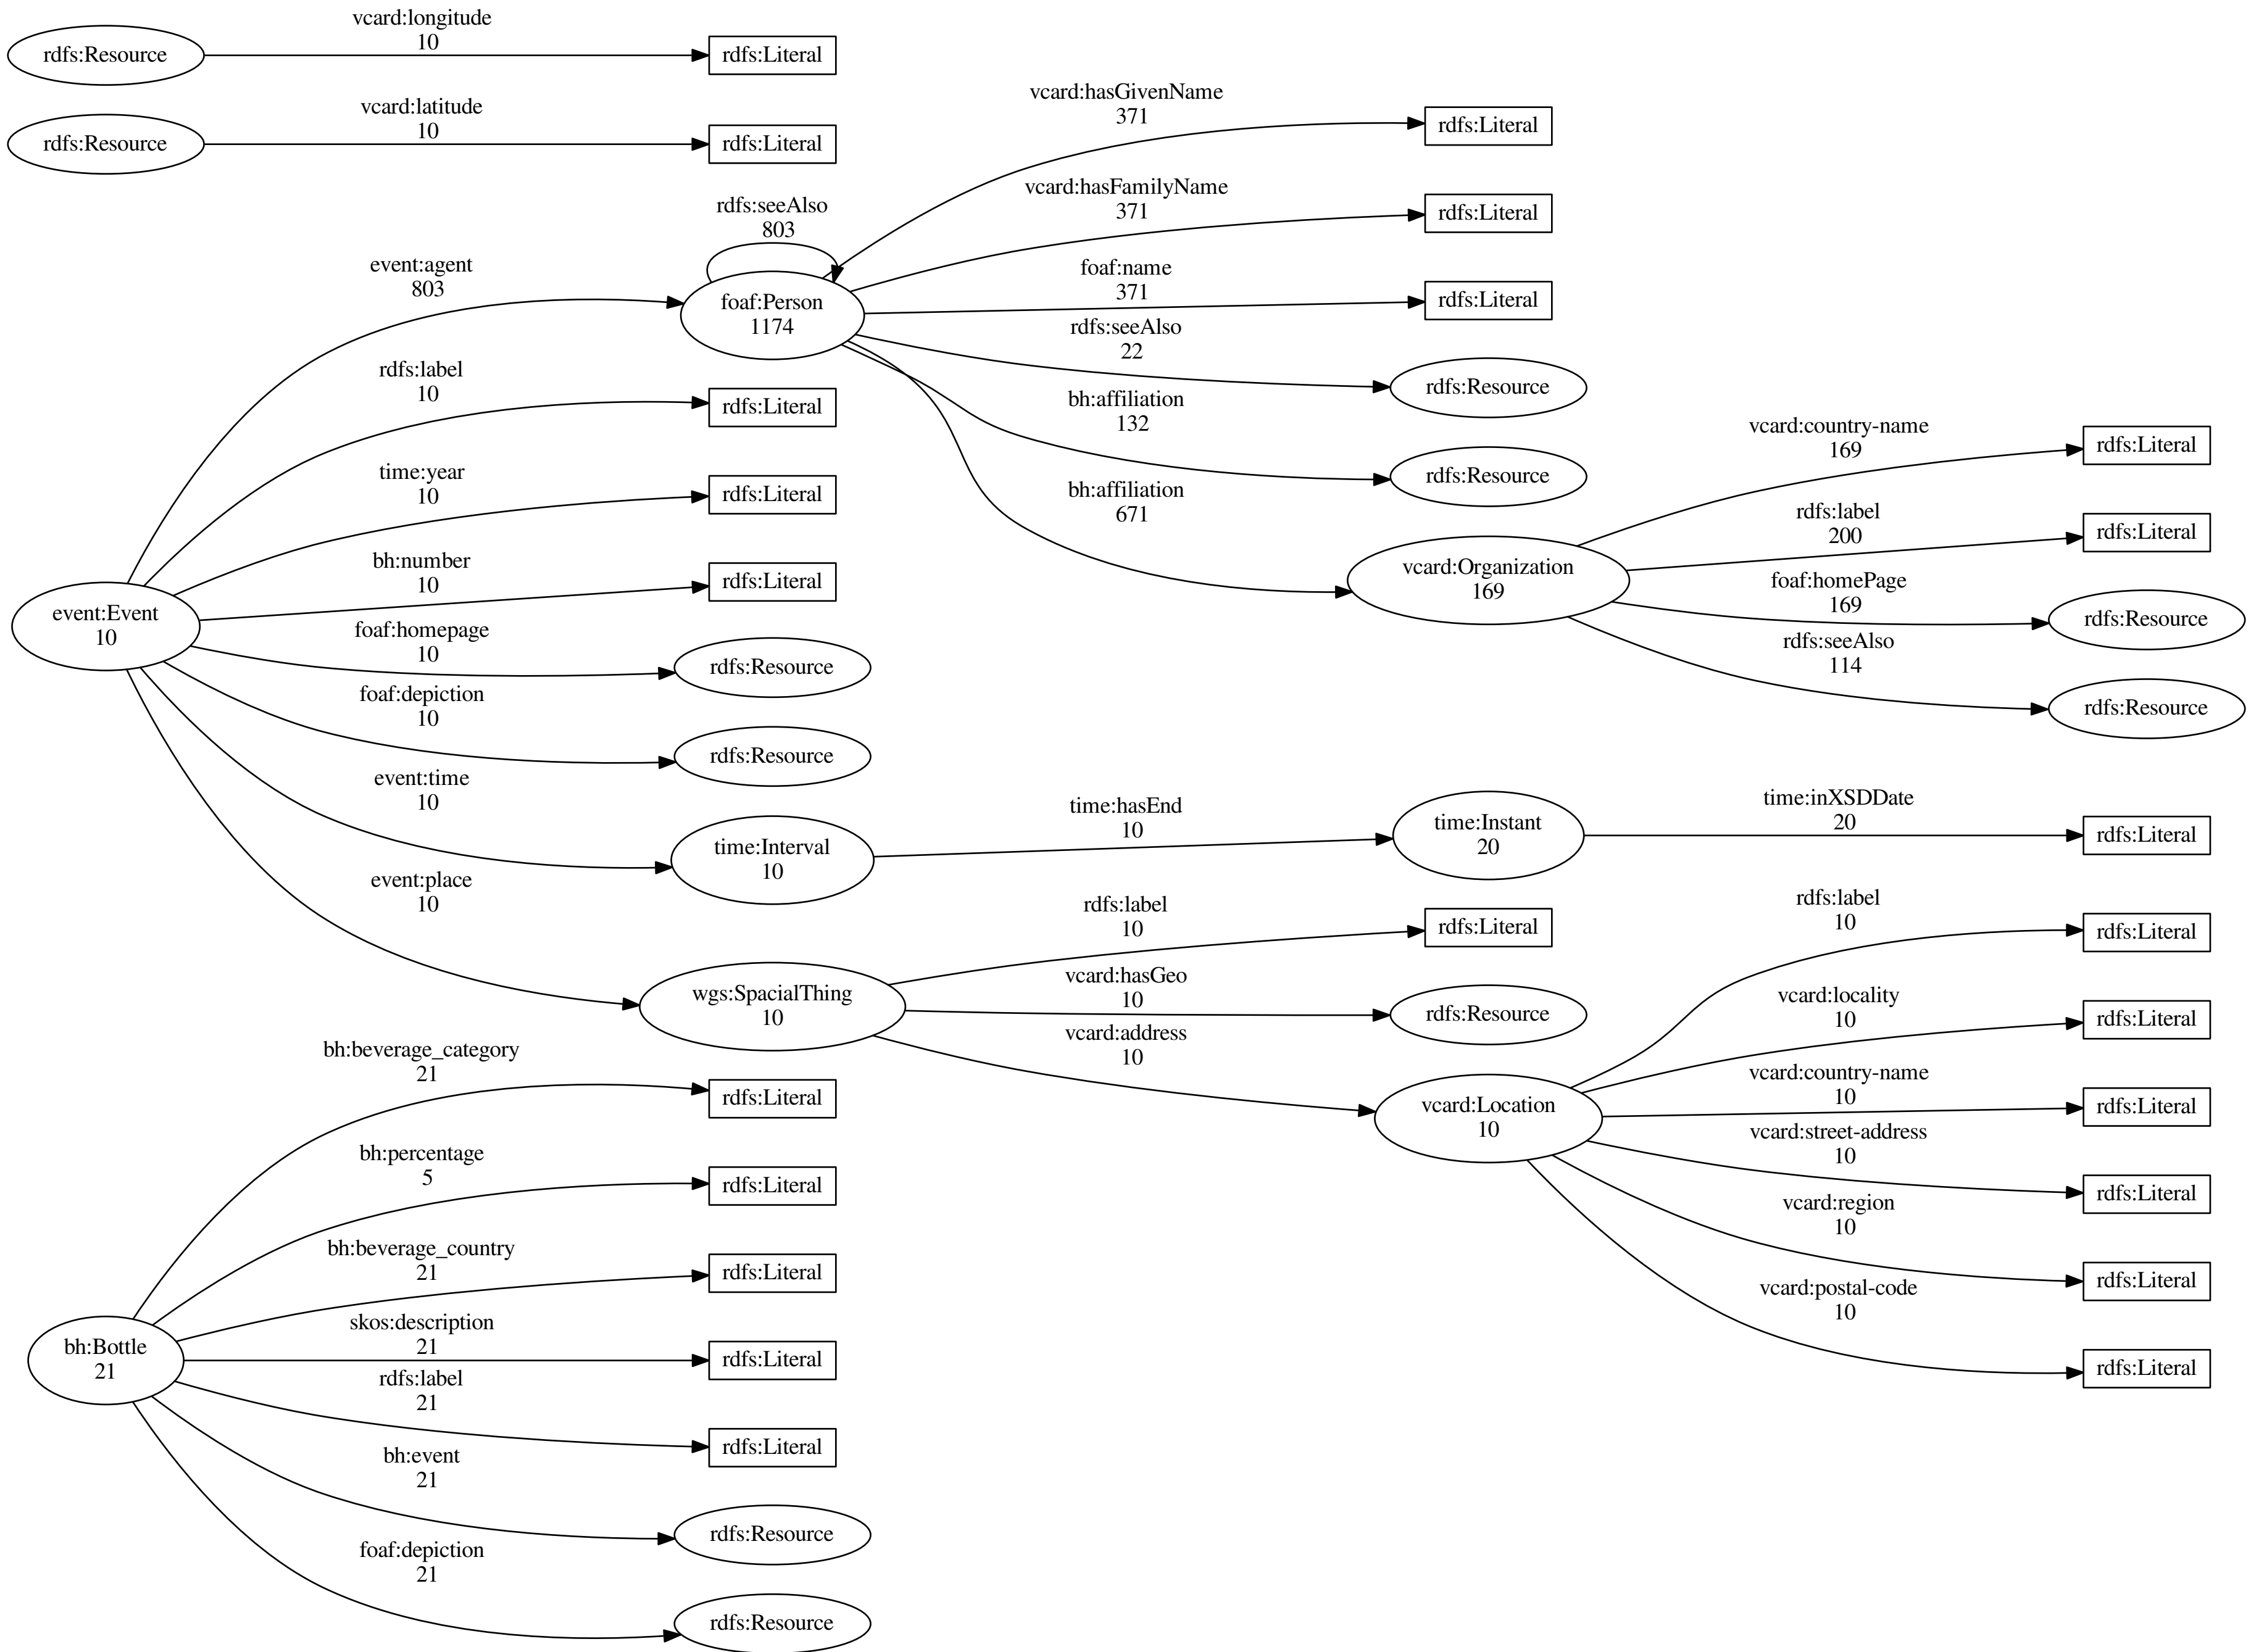 vcard:longitude
10
rdfs:Resource
rdfs:Literal
vcard:latitude
10
rdfs:Resource
rdfs:Literal
event:Event
10
event:agent
803
rdfs:label
10
rdfs:Literal
time:year
10
rdfs:Literal
bh:number
10
rdfs:Literal
foaf:homepage
10
rdfs:Resource
foaf:depiction
10
rdfs:Resource
event:time
10
event:place
10
rdfs:seeAlso
803
foaf:Person
1174
vcard:hasGivenName
371
rdfs:Literal
vcard:hasFamilyName
371
rdfs:Literal
foaf:name
371
rdfs:Literal
rdfs:seeAlso
22
rdfs:Resource
bh:affiliation
132
rdfs:Resource
bh:affiliation
671
vcard:Organization
169
vcard:country-name
169
rdfs:Literal
rdfs:label
200
rdfs:Literal
foaf:homePage
169
rdfs:Resource
rdfs:seeAlso
114
rdfs:Resource
time:Interval
10
time:hasEnd
10
time:Instant
20
time:inXSDDate
20
rdfs:Literal
wgs:SpacialThing
10
rdfs:label
10
rdfs:Literal
vcard:hasGeo
10
rdfs:Resource
vcard:address
10
vcard:Location
10
rdfs:label
10
rdfs:Literal
vcard:locality
10
rdfs:Literal
vcard:country-name
10
rdfs:Literal
vcard:street-address
10
rdfs:Literal
vcard:region
10
rdfs:Literal
vcard:postal-code
10
rdfs:Literal
bh:Bottle
21
bh:beverage_category
21
rdfs:Literal
bh:percentage
5
rdfs:Literal
bh:beverage_country
21
rdfs:Literal
skos:description
21
rdfs:Literal
rdfs:label
21
rdfs:Literal
bh:event
21
rdfs:Resource
foaf:depiction
21
rdfs:Resource